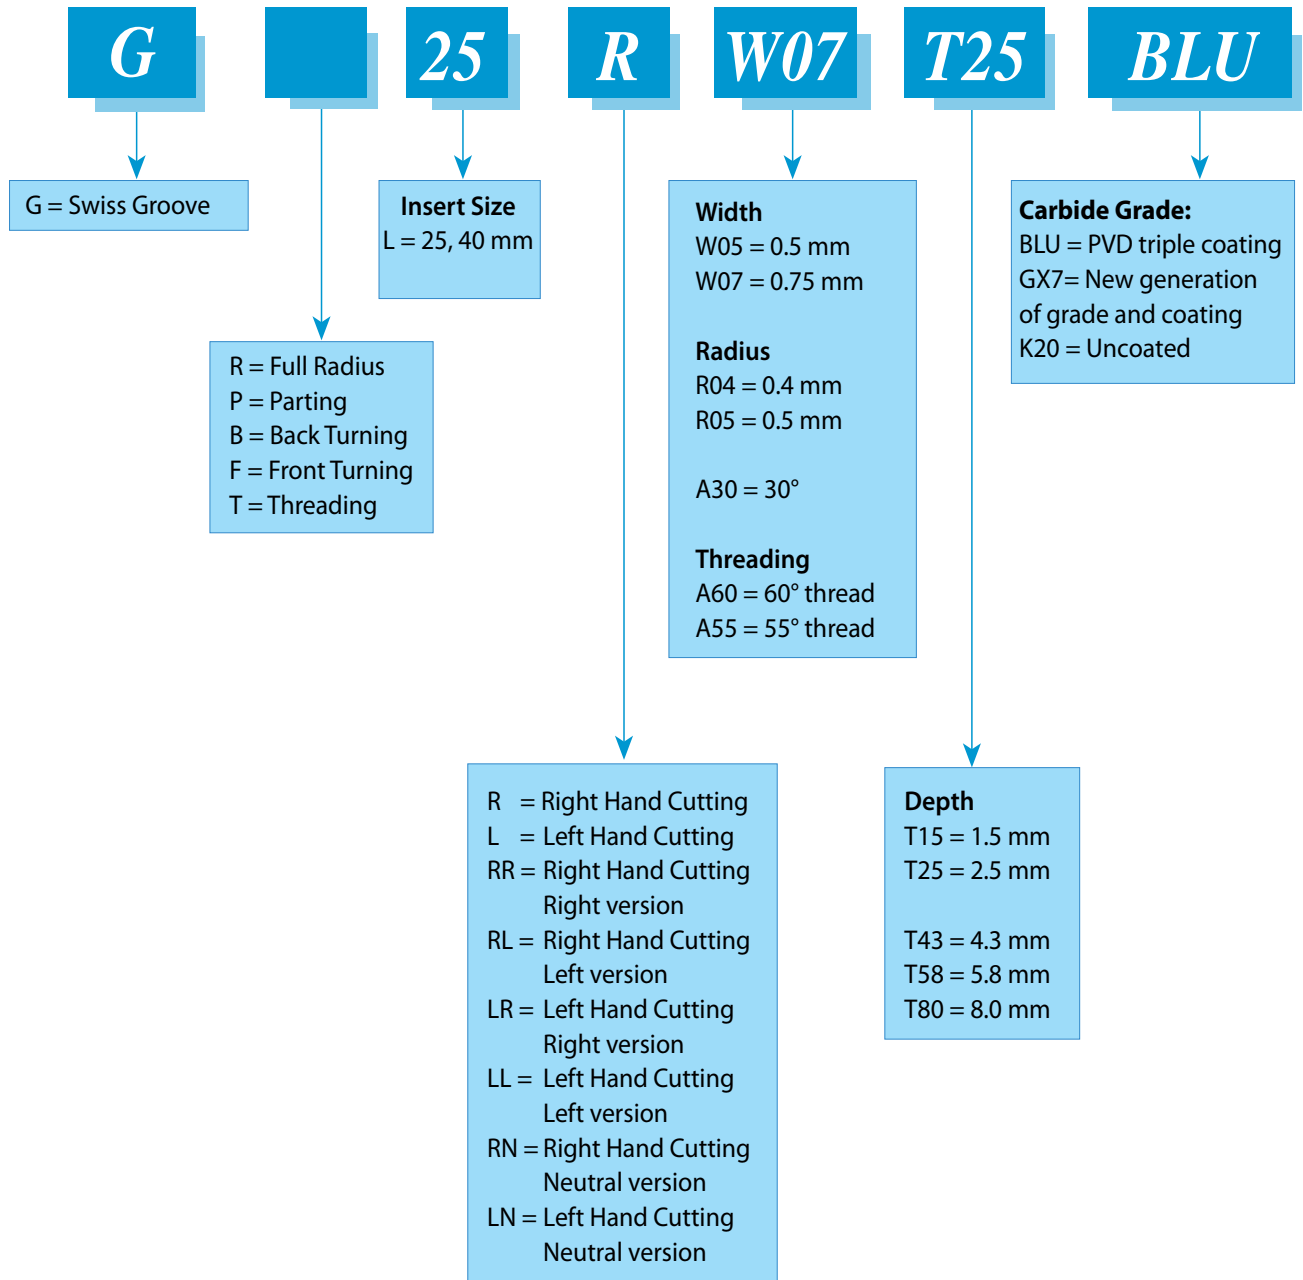 G 25 R W07 T25 BLU
G = Swiss Groove
R = Full Radius
P = Parting
B = Back Turning
F = Front Turning
T = Threading
Insert Size
L = 25, 40 mm
R = Right Hand Cutting
L = Left Hand Cutting
RR = Right Hand Cutting
Right version
RL = Right Hand Cutting
Left version
LR = Left Hand Cutting
Right version
LL = Left Hand Cutting
Left version
RN = Right Hand Cutting
Neutral version
LN = Left Hand Cutting
Neutral version
Width
W05 = 0.5 mm
W07 = 0.75 mm
Radius
R04 = 0.4 mm
R05 = 0.5 mm
A30 = 30°
Threading
A60 = 60° thread
A55 = 55° thread
Depth
T15 = 1.5 mm
T25 = 2.5 mm
T43 = 4.3 mm
T58 = 5.8 mm
T80 = 8.0 mm
Carbide Grade:
BLU = PVD triple coating
GX7= New generation
of grade and coating
K20 = Uncoated